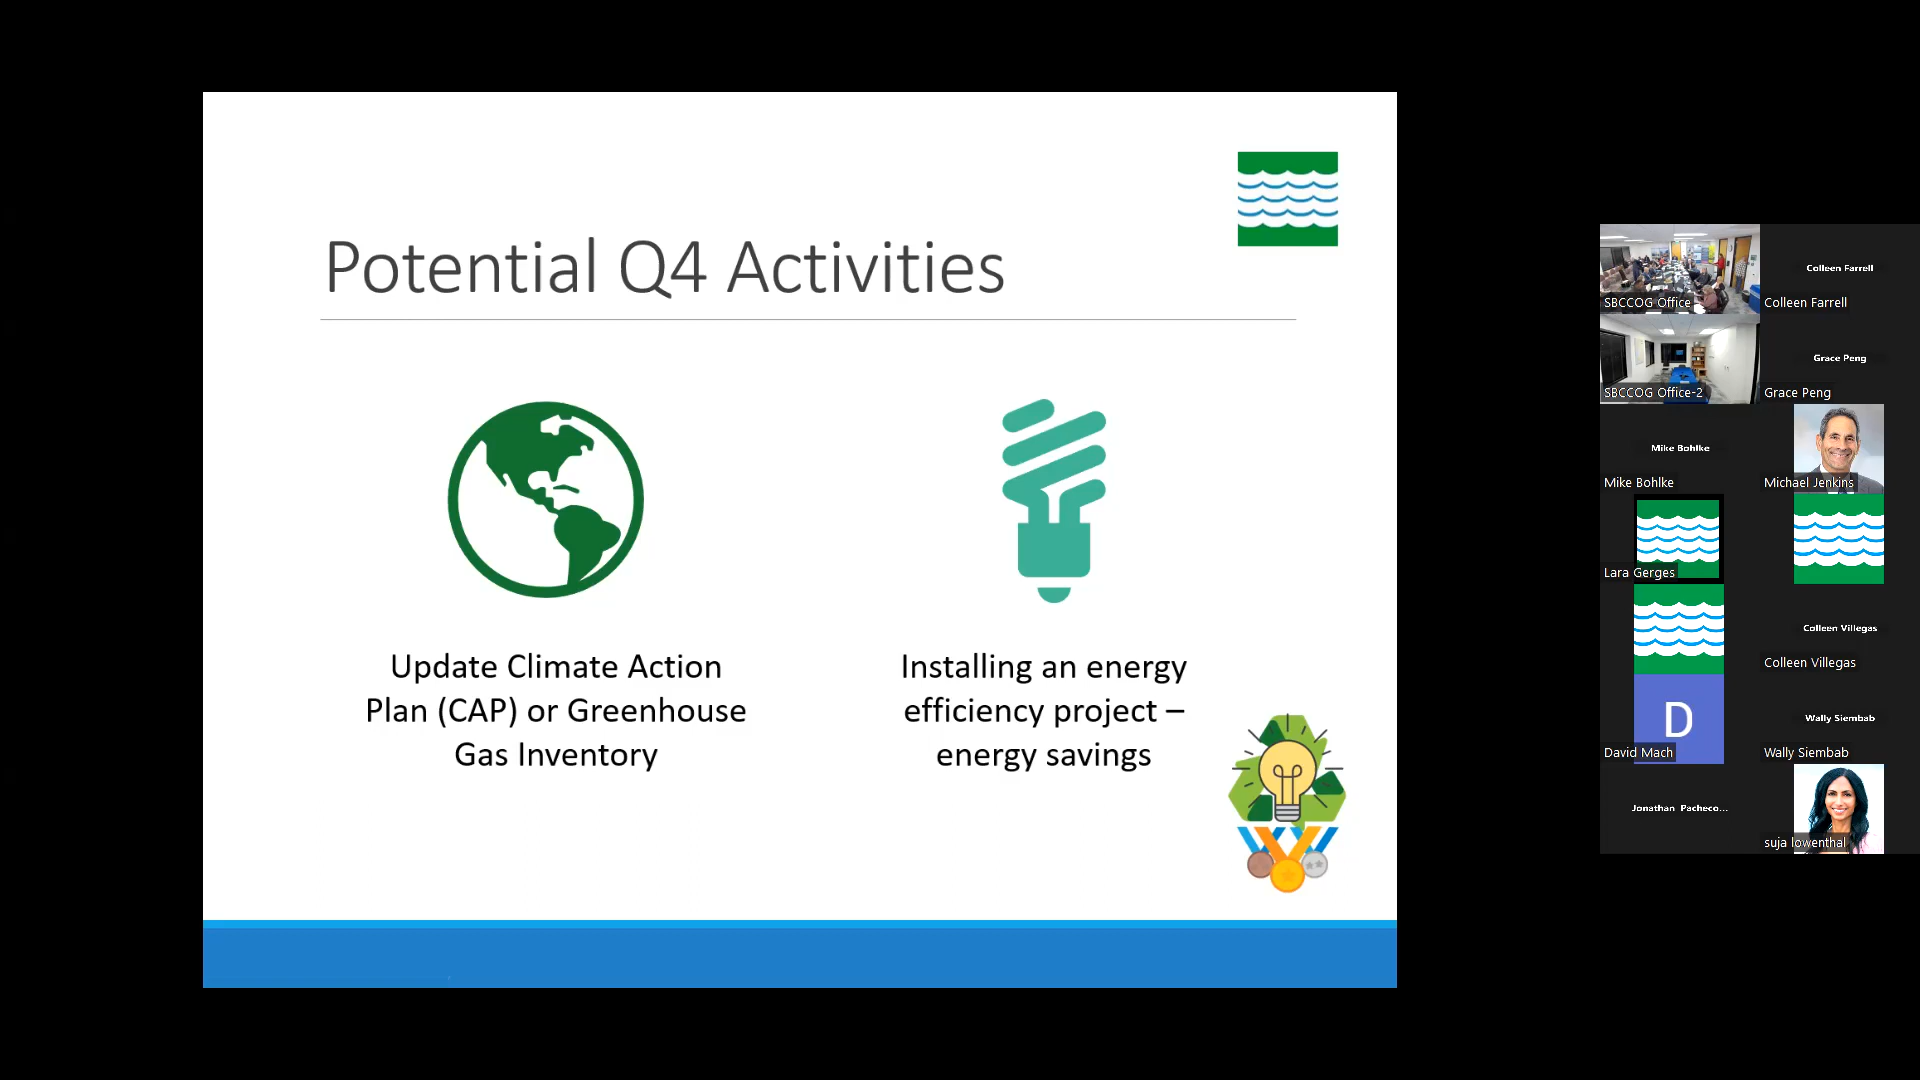 Potential Q4 Activities
Update Climate Action
Plan (CAP) or Greenhouse
Gas Inventory
Installing an energy
efficiency project –
energy savings
SBCCOG Office
Colleen Farrell
Colleen Farrell
SBCCOG Office-2
Grace Peng
Grace Peng
Mike Bohlke
Mike Bohlke
Michael Jenkins
Lara Gerges
Colleen Villegas
Colleen Villegas
D
David Mach
Wally Siembab
Wally Siembab
Jonathan Pacheco...
suja lowenthal